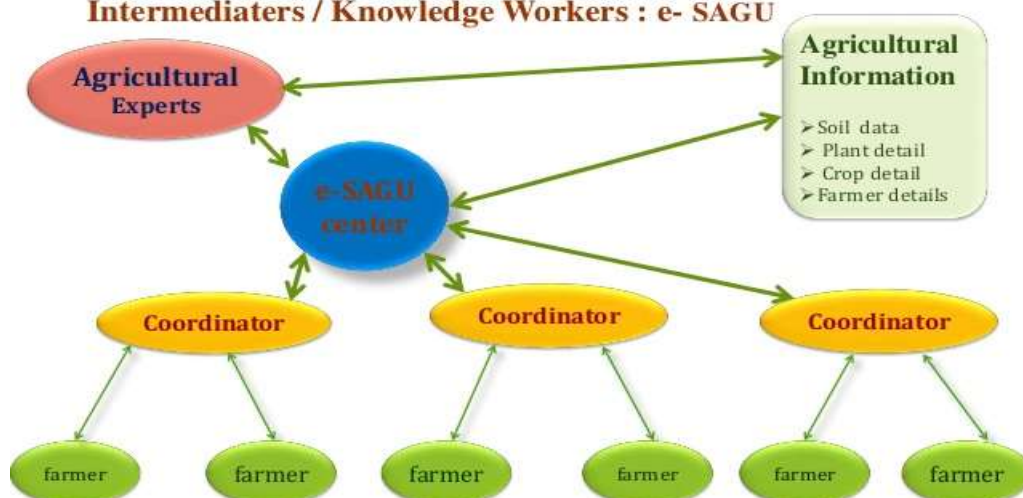 Intermediaters / Knowledge Workers : e- SAGU
Agricultural
Experts
Agricultural
Information
➢ Soil data
➢ Plant detail
➢ Crop detail
➢ Farmer details
e-SAGU
center
Coordinator
Coordinator
Coordinator
farmer
farmer
farmer
farmer
farmer
farmer